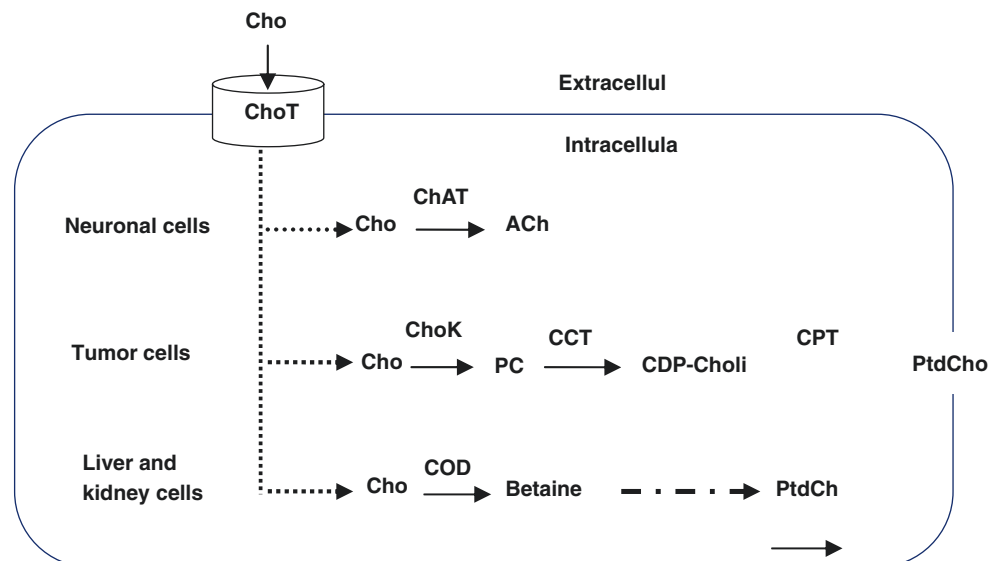 Cho
Extracellul
ChoT
Intracellula
ChAT
Neuronal cells
Cho
ACh
ChoK
CCT
CPT
Tumor cells
Cho
PC
CDP-Choli
PtdCho
Liver and
kidney cells
COD
Cho
Betaine
PtdCh